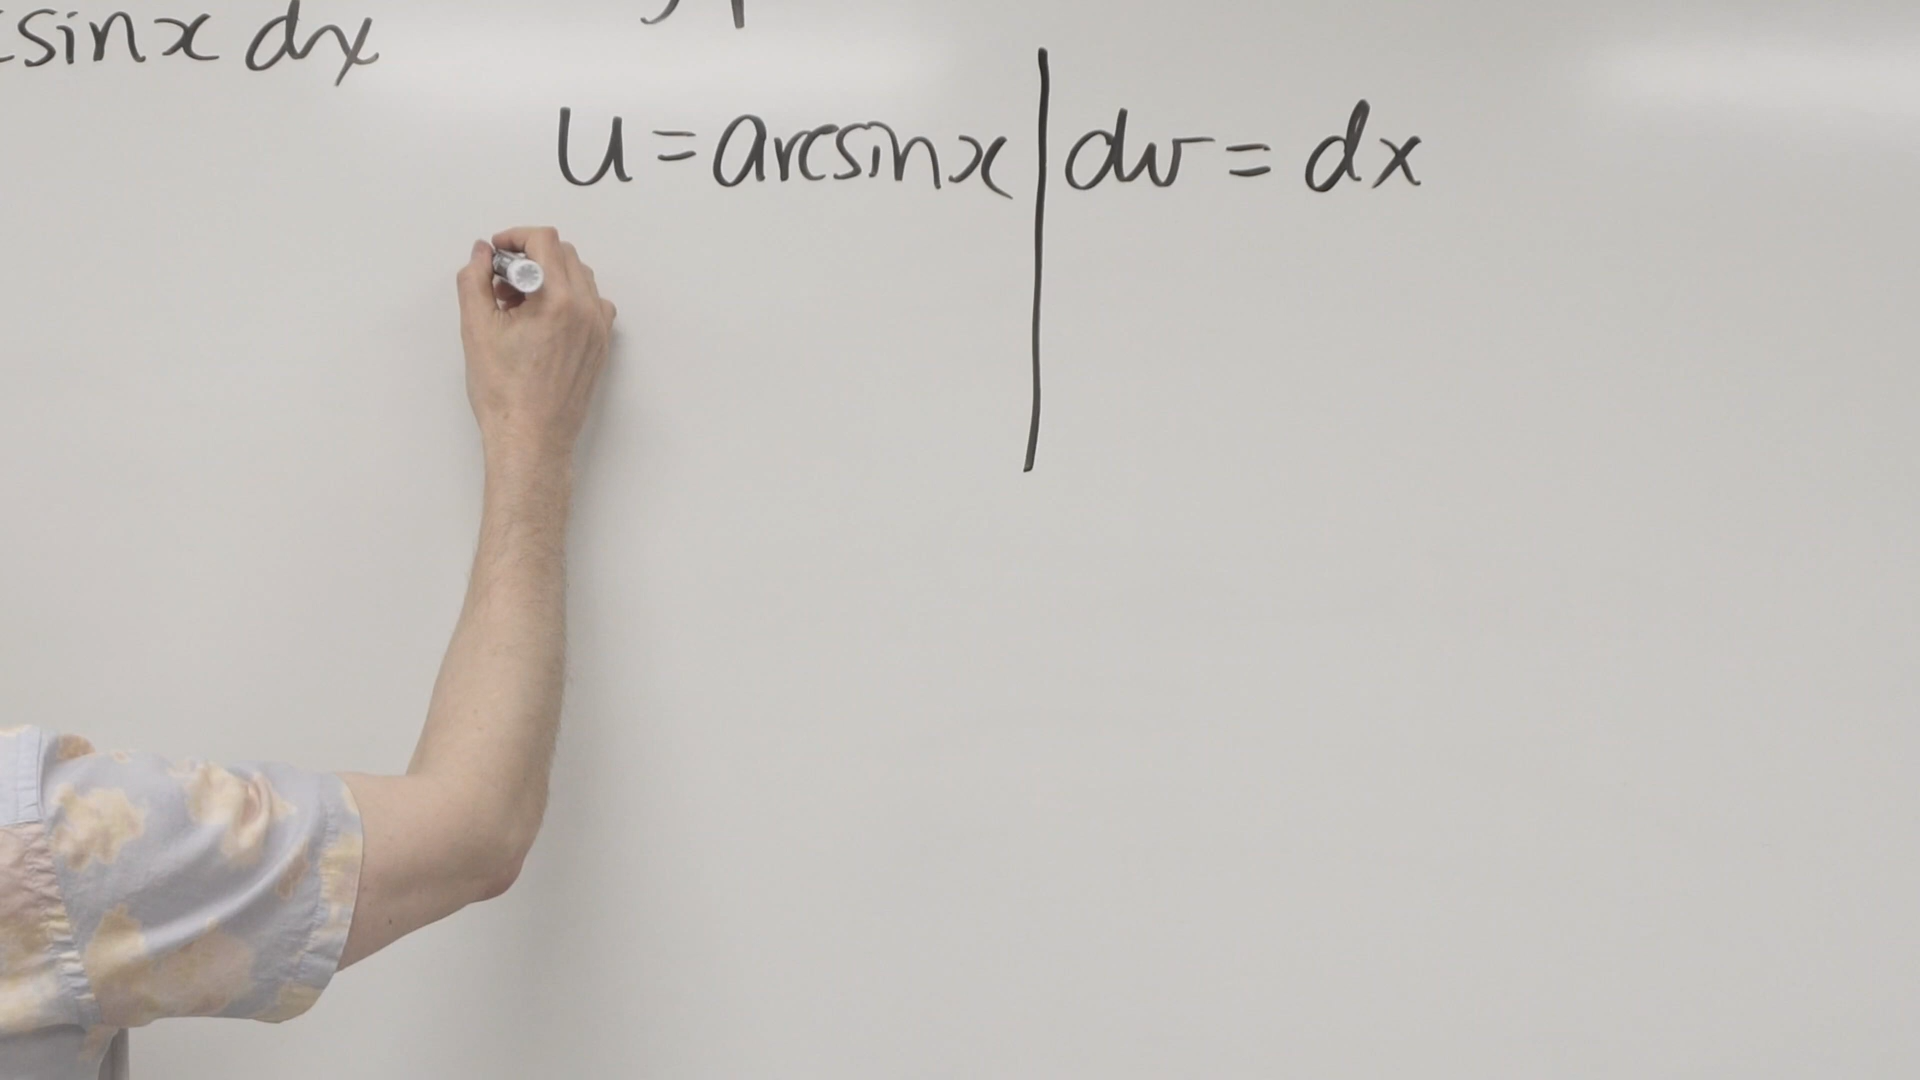 sinx dx
u = arcsinx | dv = dx